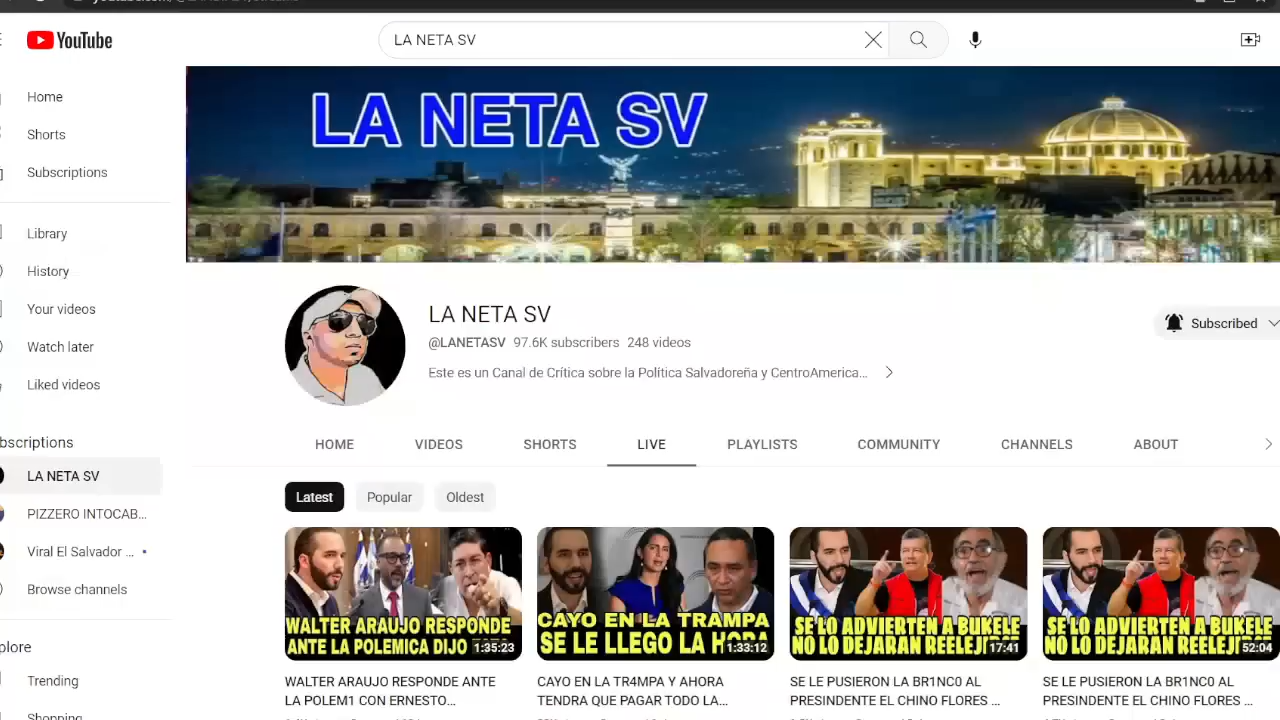 YouTube
LA NETA SV
Home
Shorts
Subscriptions
Library
History
Your videos
Watch later
Liked videos
bscriptions
LA NETA SV
PIZZERO INTOCAB...
Viral El Salvador ...
Browse channels
plore
Trending
Shopping
LA NETA SV
LA NETA SV
@LANETASV 97.6K subscribers 248 videos
Este es un Canal de Crítica sobre la Política Salvadoreña y CentroAmerica...
Subscribed
HOME VIDEOS SHORTS LIVE PLAYLISTS COMMUNITY CHANNELS ABOUT
Latest Popular Oldest
WALTER ARAUJO RESPONDE
ANTE LA POLEMICA DIJO
1:35:23
WALTER ARAUJO RESPONDE ANTE
LA POLEM1 CON ERNESTO...
CAYO EN LA TRAMPA
SE LE LLEGO LA HORA
1:33:12
CAYO EN LA TR4MPA Y AHORA
TENDRA QUE PAGAR TODO LA...
SE LO ADVIERTEN A BUKELE
NO LO DEJARAN REELEJI
17:41
SE LE PUSIERON LA BR1NC0 AL
PRESIDENTE EL CHINO FLORES ...
SE LO ADVIERTEN A BUKELE
NO LO DEJARAN REELEJI
52:04
SE LE PUSIERON LA BR1NC0 AL
PRESIDENTE EL CHINO FLORES ...